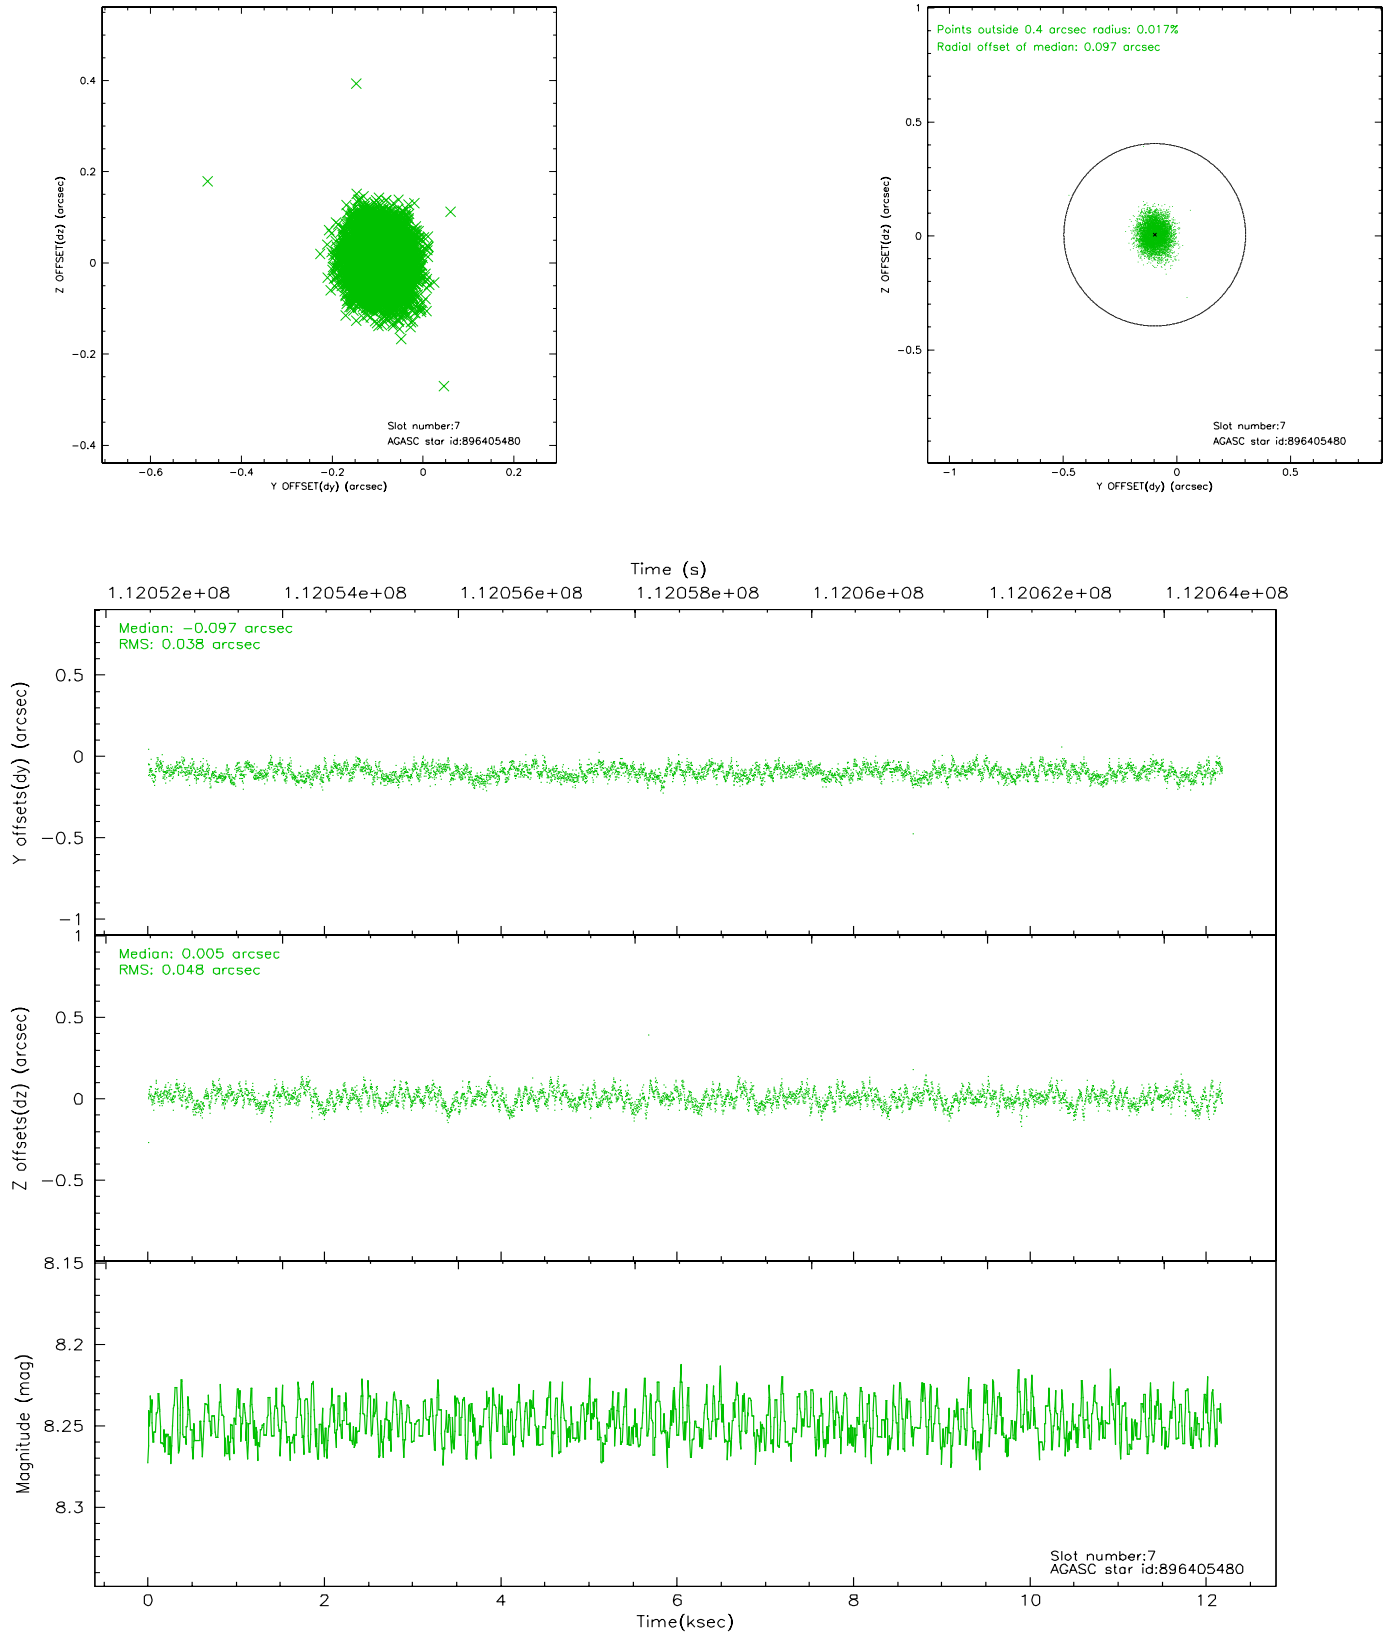 0.4
0.2
0
-0.2
-0.4
Z OFFSET(dz) (arcsec)
Slot number:7
AGASC star id:896405480
-0.6 -0.4 -0.2 0 0.2
Y OFFSET(dy) (arcsec)
Points outside 0.4 arcsec radius: 0.017%
Radial offset of median: 0.097 arcsec
1
0.5
0
-0.5
Z OFFSET(dz) (arcsec)
Slot number:7
AGASC star id:896405480
-1 -0.5 0 0.5
Y OFFSET(dy) (arcsec)
Time (s)
1.12052e+08 1.12054e+08 1.12056e+08 1.12058e+08 1.1206e+08 1.12062e+08 1.12064e+08
Median: -0.097 arcsec
RMS: 0.038 arcsec
0.5
0
-0.5
-1
Y offsets(dy) (arcsec)
Median: 0.005 arcsec
RMS: 0.048 arcsec
1
0.5
0
-0.5
Z offsets(dz) (arcsec)
8.15
8.2
8.25
8.3
Magnitude (mag)
Slot number:7
AGASC star id:896405480
0 2 4 6 8 10 12
Time(ksec)